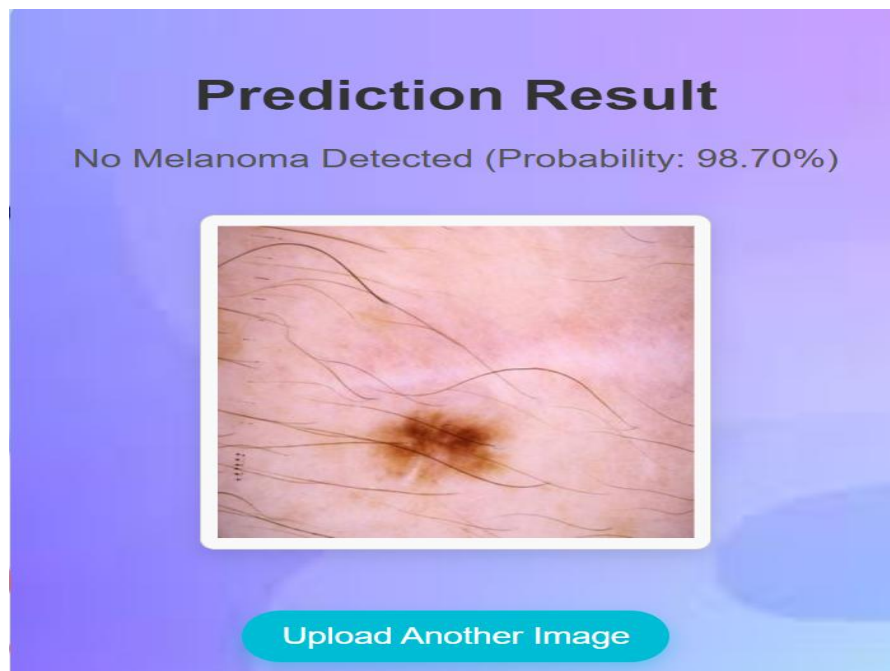 Prediction Result
No Melanoma Detected (Probability: 98.70%)
Upload Another Image